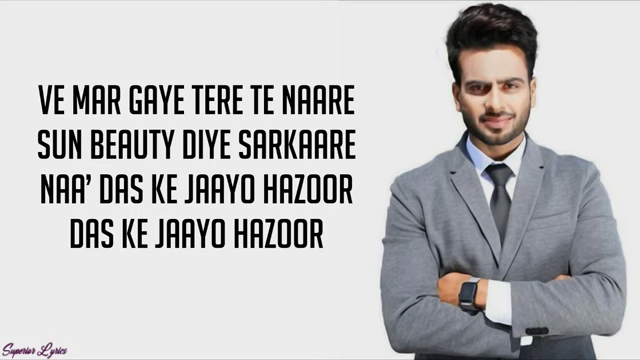 VE MAR GAYE TERE TE NAARE
SUN BEAUTY DIYE SARKAARE
NAA' DAS KE JAAYO HAZOOR
DAS KE JAAYO HAZOOR
Superior Lyrics